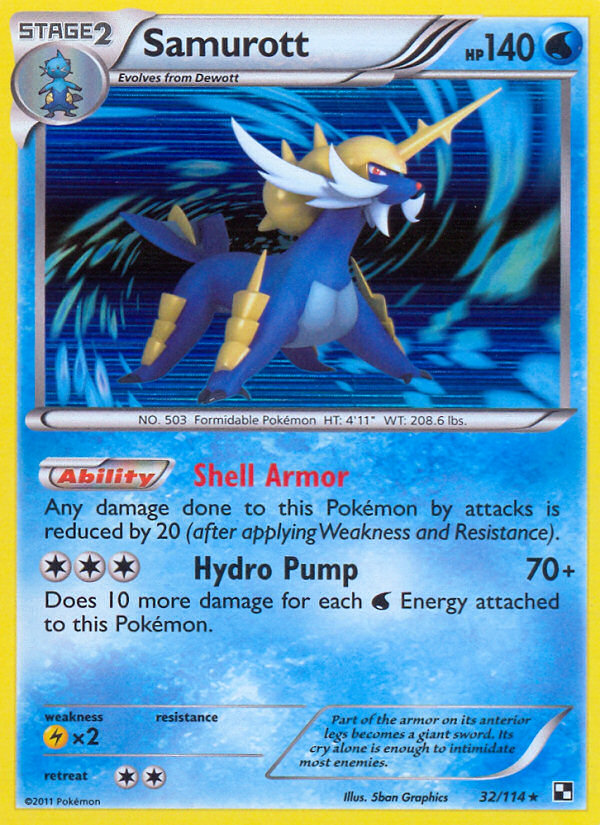 STAGE2
Samurott
HP140
Evolves from Dewott
NO. 503 Formidable Pokémon HT: 4'11" WT: 208.6 lbs.
Ability Shell Armor
Any damage done to this Pokémon by attacks is
reduced by 20 (after applying Weakness and Resistance).
Hydro Pump 70+
Does 10 more damage for each Energy attached
to this Pokémon.
weakness resistance
×2
Part of the armor on its anterior
legs becomes a giant sword. Its
cry alone is enough to intimidate
most enemies.
retreat
©2011 Pokémon
Illus. 5ban Graphics 32/114★